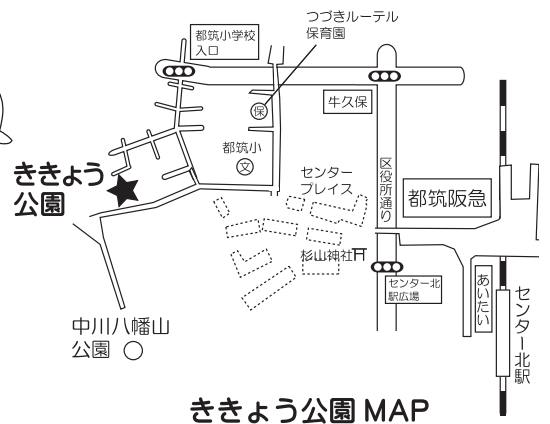 つづきルーテル
保育園
都筑小学校
入口
牛久保
保
都筑小
文
センター
プレイス
区役所通り
都筑阪急
ききょう
公園
杉山神社
センター北
駅広場
あいたい
センター北駅
中川八幡山
公園
ききょう公園 MAP